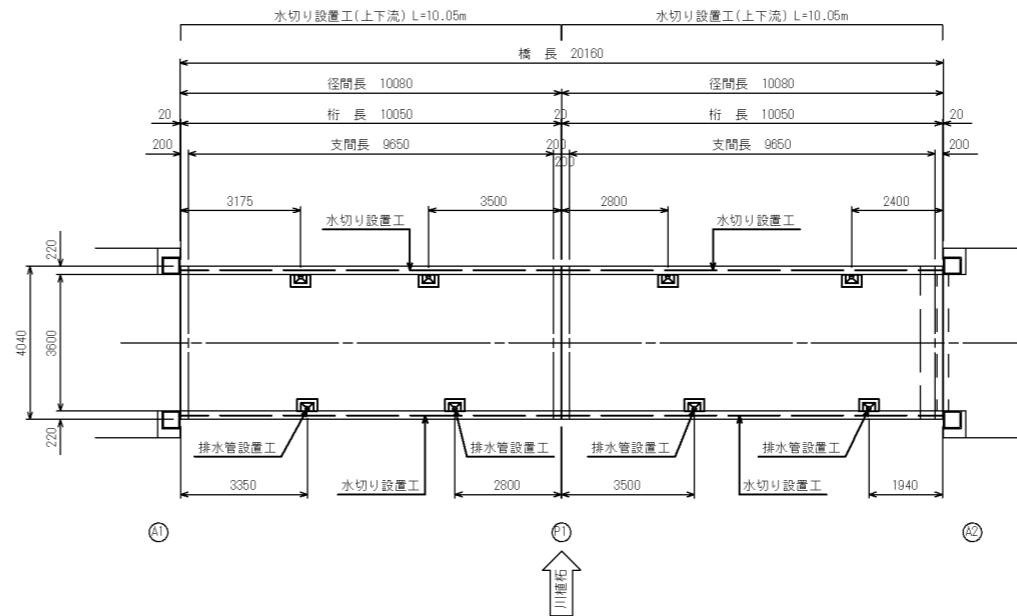 水切り設置工(上下流) L=10.05m
水切り設置工(上下流) L=10.05m
橋 長 20160
径間長 10080
径間長 10080
20
桁 長 10050
20
桁 長 10050
20
200
支間長 9650
200
200
支間長 9650
200
3175
3500
2800
2400
水切り設置工
水切り設置工
220
4040
3600
220
排水管設置工
排水管設置工
排水管設置工
排水管設置工
3350
水切り設置工
2800
3500
水切り設置工
1940
A1
P1
A2